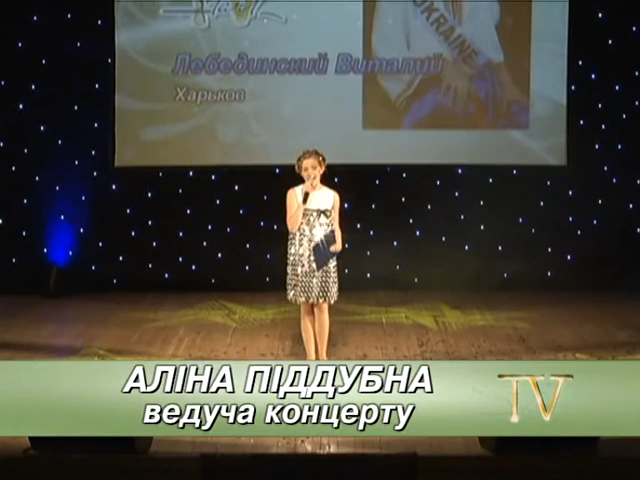 UKRAINE
Лебединский Виталий
Харьков
АЛІНА ПІДДУБНА
ведуча концерту
TV